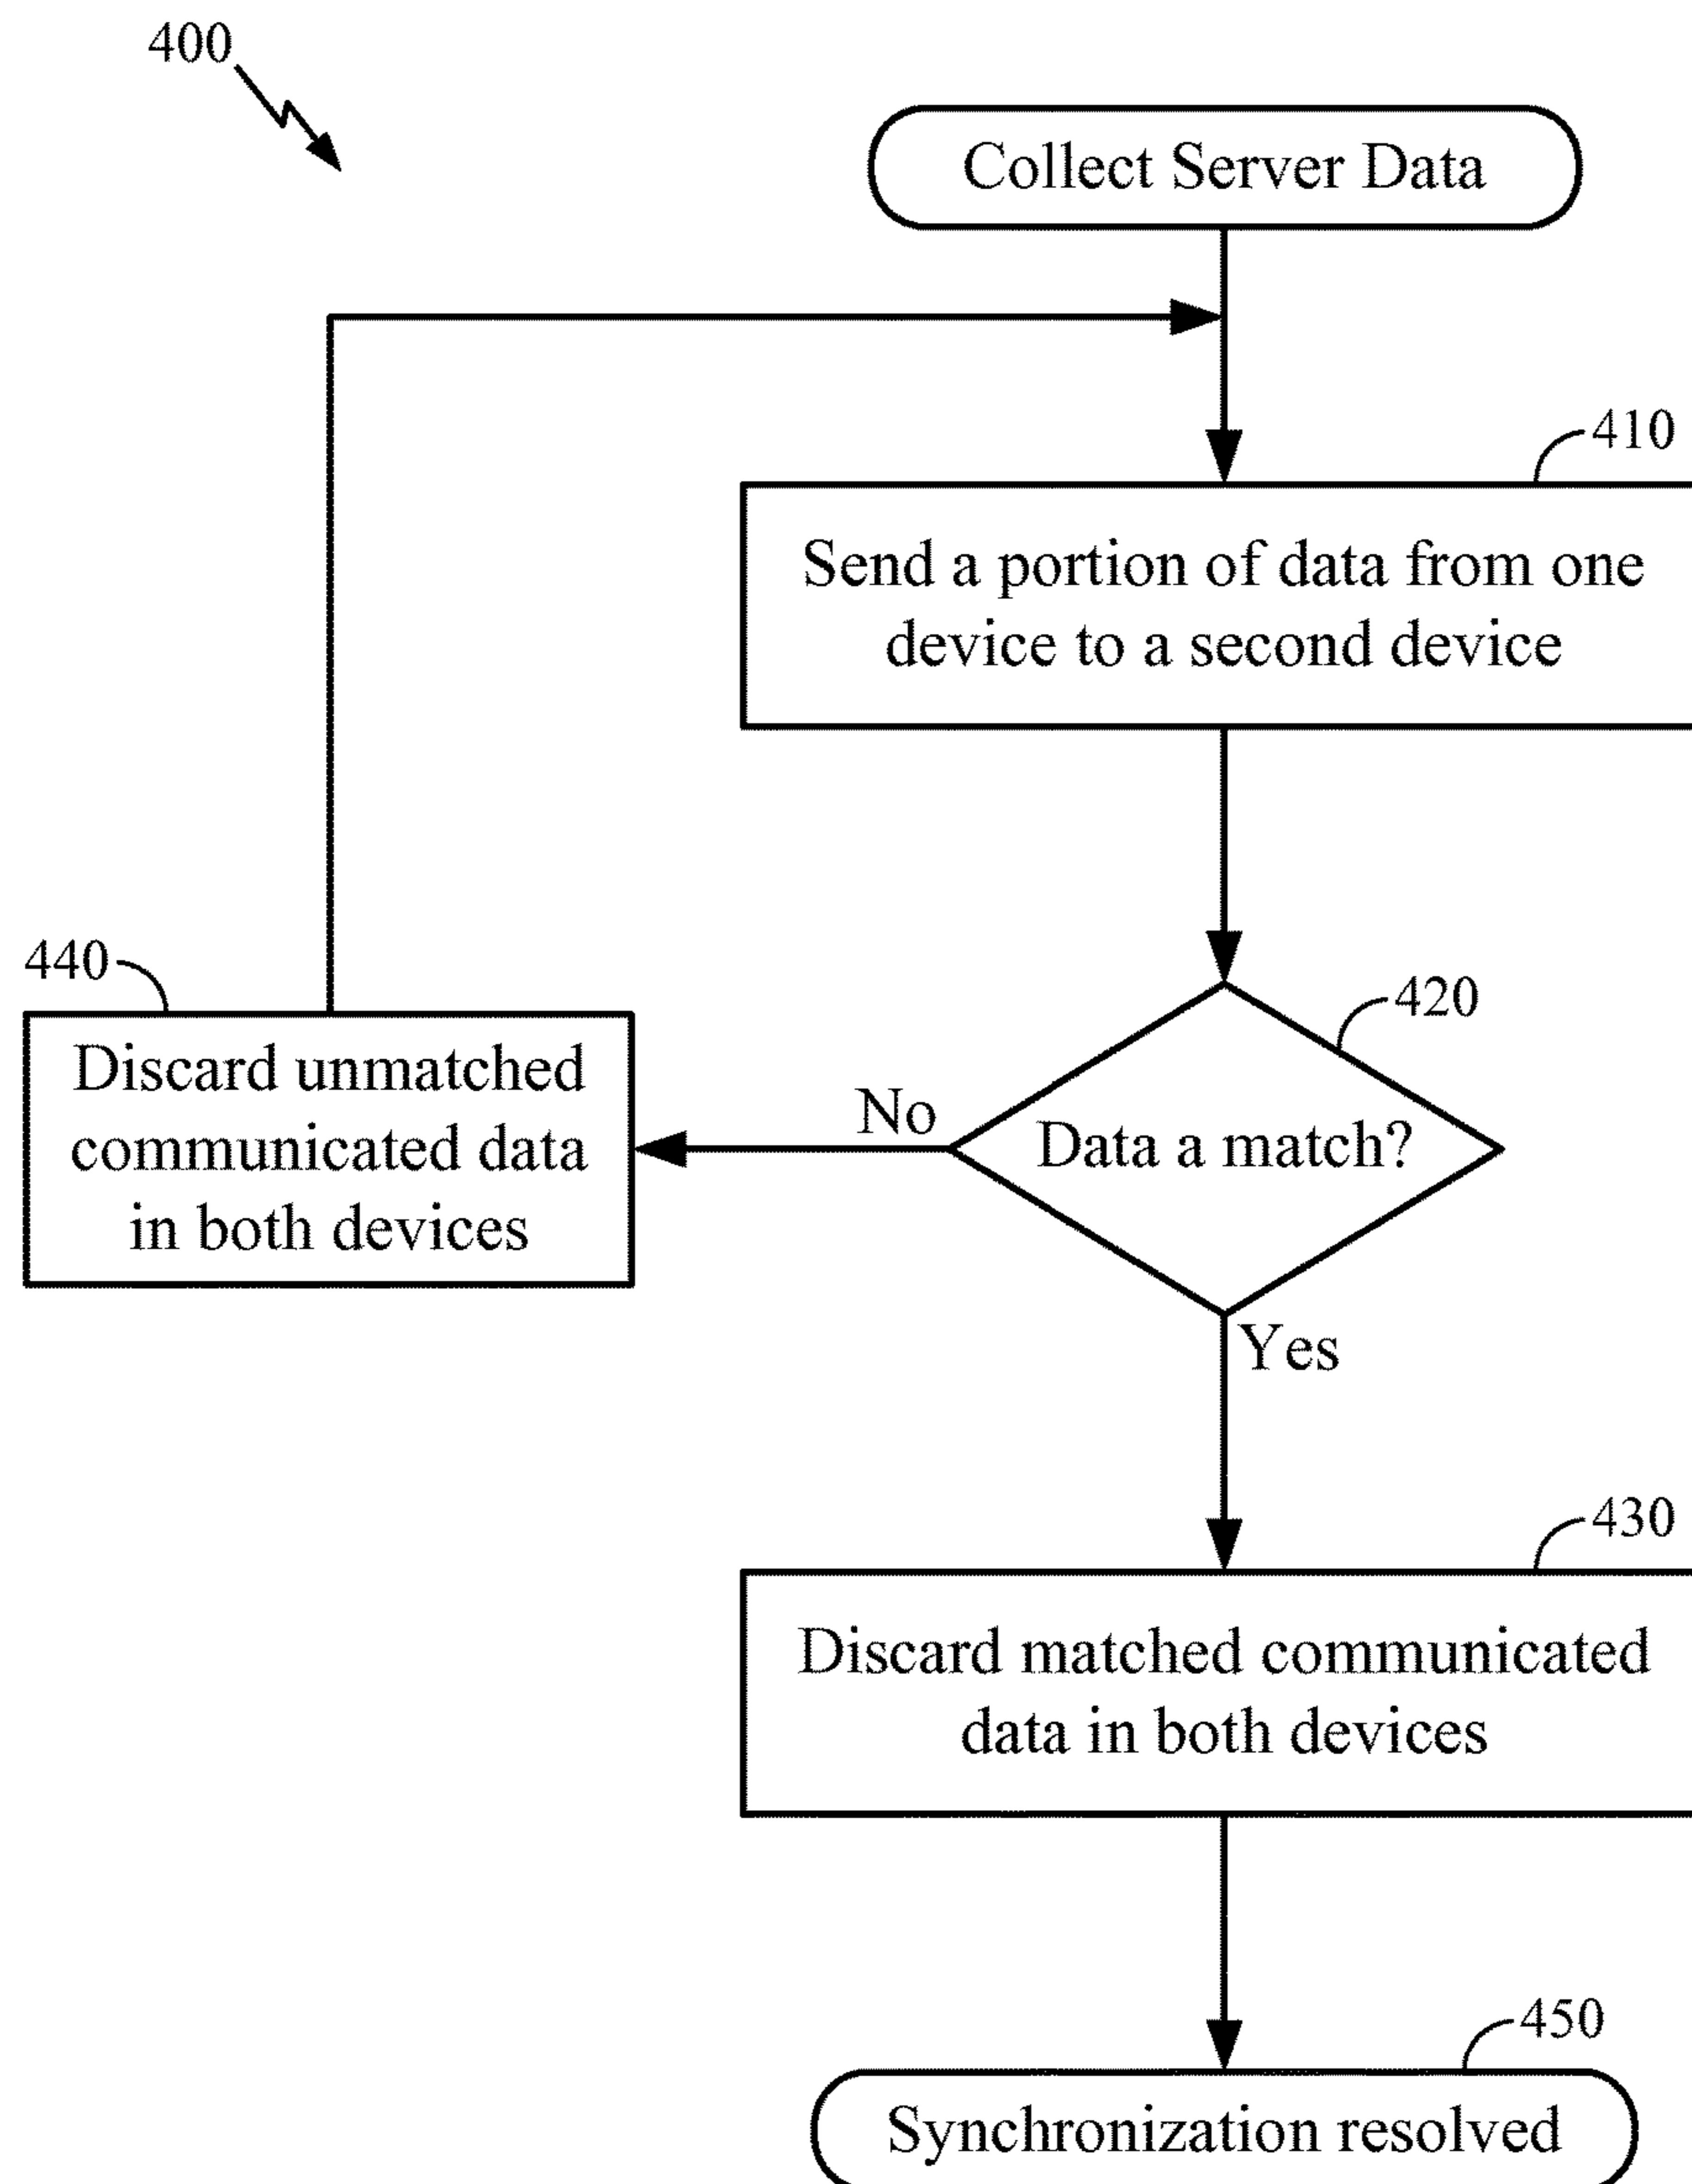 400
Collect Server Data
410
Send a portion of data from one
device to a second device
440
Discard unmatched
communicated data
in both devices
No
420
Data a match?
Yes
430
Discard matched communicated
data in both devices
450
Synchronization resolved